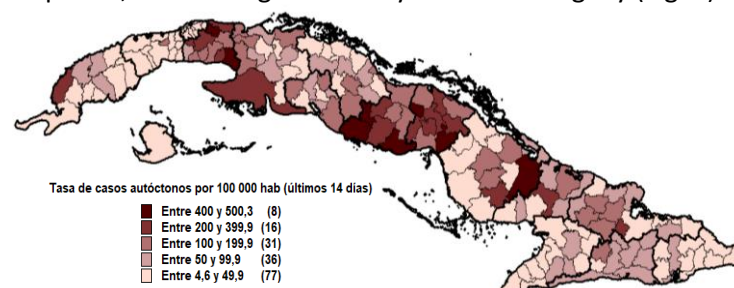 Tasa de casos autóctonos por 100 000 hab (últimos 14 días)
Entre 400 y 500,3 (8)
Entre 200 y 399,9 (16)
Entre 100 y 199,9 (31)
Entre 50 y 99,9 (36)
Entre 4,6 y 49,9 (77)